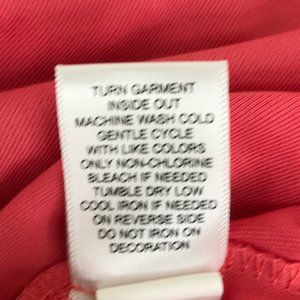 TURN GARMENT
INSIDE OUT
MACHINE WASH COLD
GENTLE CYCLE
WITH LIKE COLORS
ONLY NON-CHLORINE
BLEACH IF NEEDED
TUMBLE DRY LOW
COOL IRON IF NEEDED
ON REVERSE SIDE
DO NOT IRON ON
DECORATION